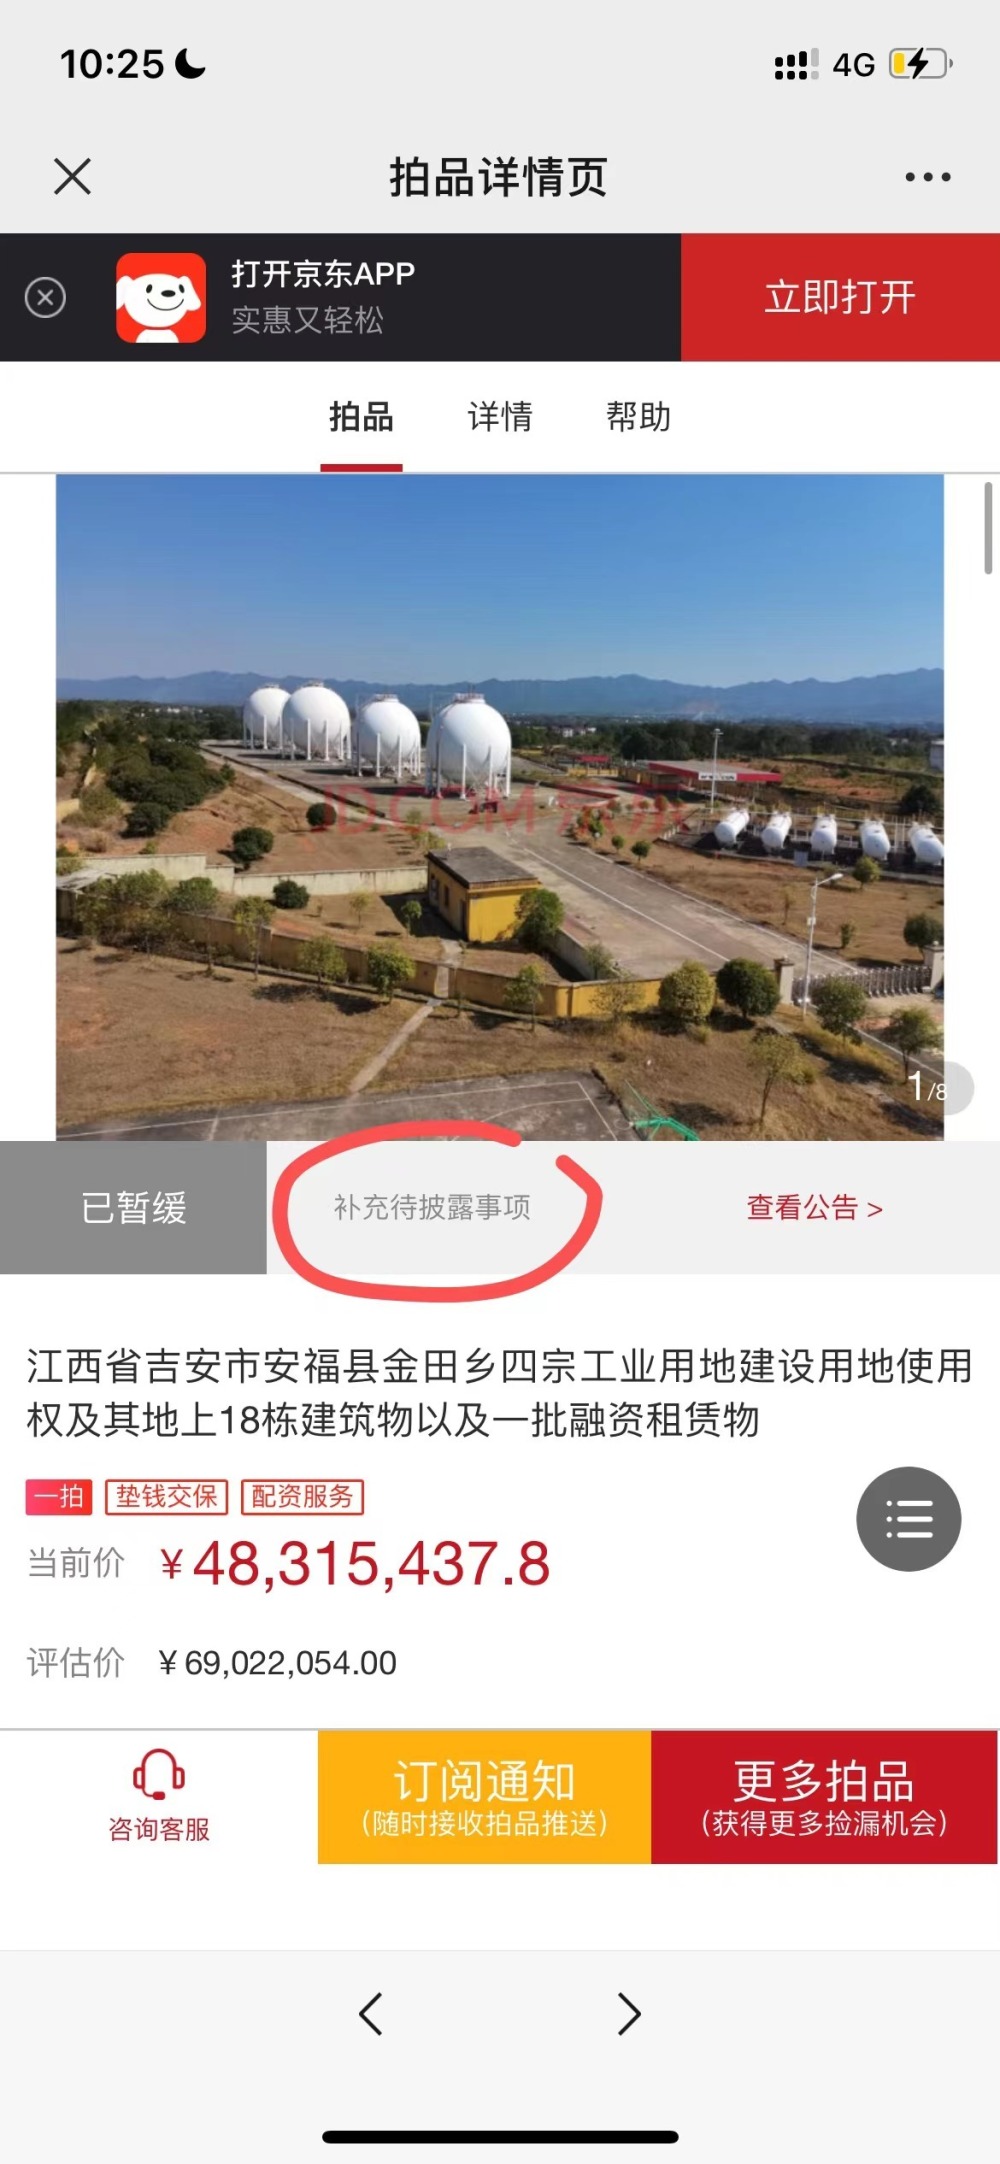 10:25
4G
拍品详情页
打开京东APP
实惠又轻松
立即打开
拍品
详情
帮助
JD.COM 京东
1/8
已暂缓
补充待披露事项
查看公告 >
江西省吉安市安福县金田乡四宗工业用地建设用地使用
权及其地上18栋建筑物以及一批融资租赁物
一拍
垫钱交保
配资服务
当前价 ¥48,315,437.8
评估价 ¥69,022,054.00
咨询客服
订阅通知
(随时接收拍品推送)
更多拍品
(获得更多捡漏机会)